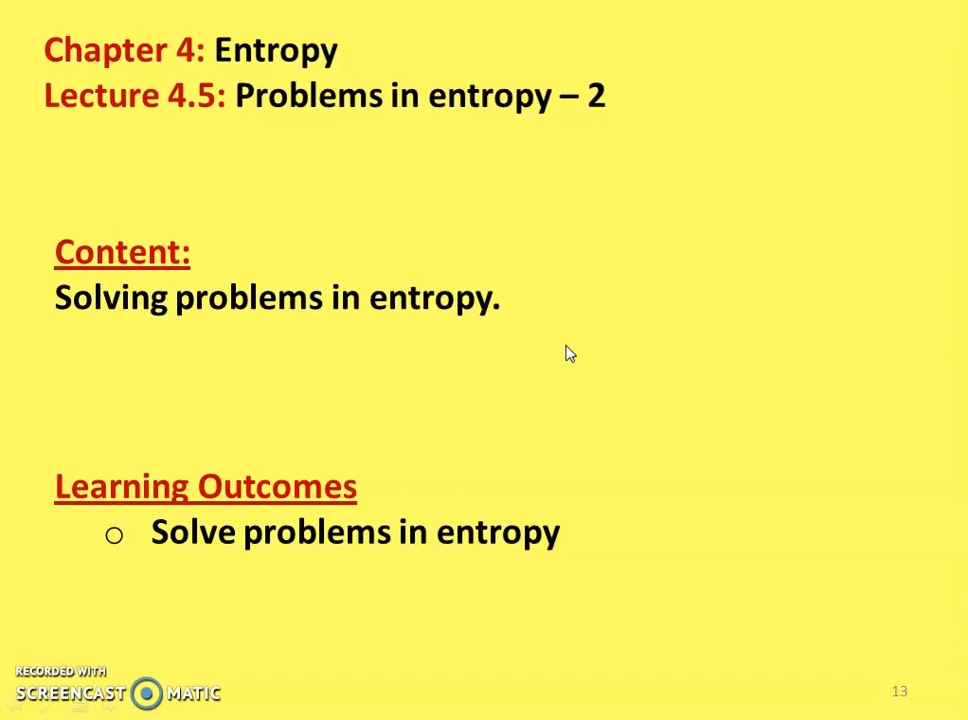 Chapter 4: Entropy
Lecture 4.5: Problems in entropy – 2
Content:
Solving problems in entropy.
Learning Outcomes
o Solve problems in entropy
RECORDED WITH
SCREENCAST MATIC
13